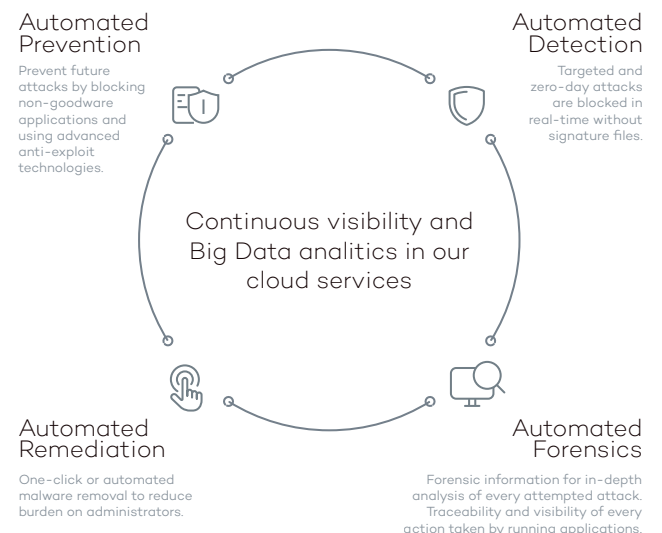 Automated
Prevention
Prevent future
attacks by blocking
non-goodware
applications and
using advanced
anti-exploit
technologies.
Automated
Detection
Targeted and
zero-day attacks
are blocked in
real-time without
signature files.
Continuous visibility and
Big Data analitics in our
cloud services
Automated
Remediation
One-click or automated
malware removal to reduce
burden on administrators.
Automated
Forensics
Forensic information for in-depth
analysis of every attempted attack.
Traceability and visibility of every
action taken by running applications.